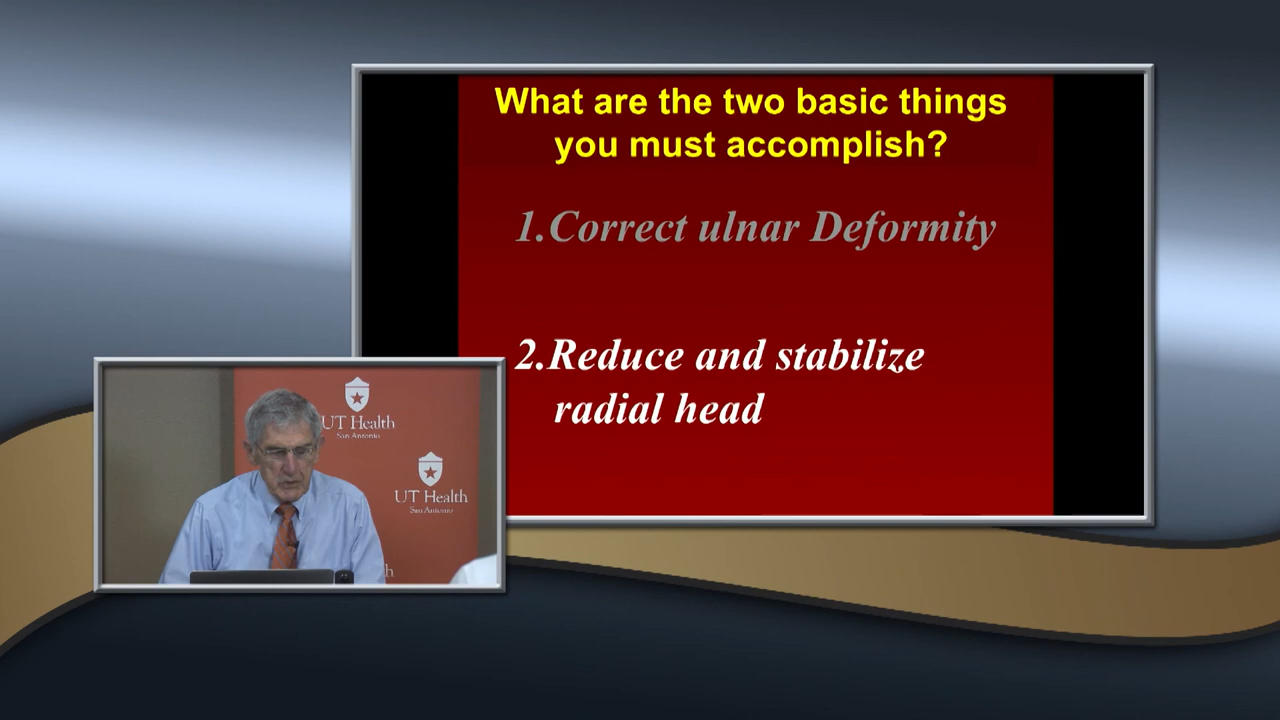 What are the two basic things
you must accomplish?
1.Correct ulnar Deformity
2.Reduce and stabilize
radial head
UT Health
San Antonio
UT Health
San Antonio
h